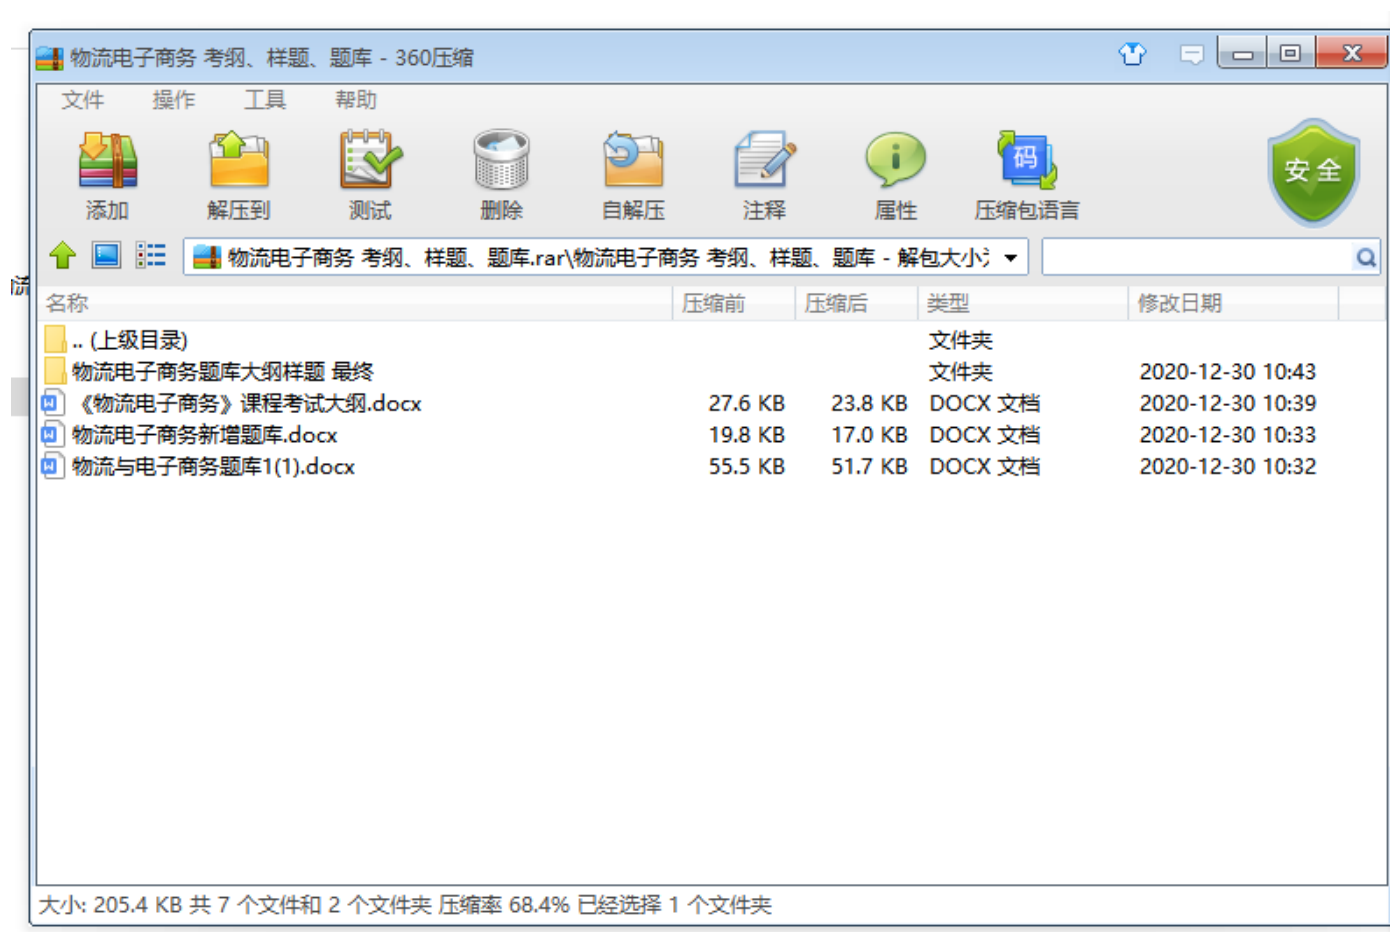 物流电子商务 考纲、样题、题库 - 360压缩
文件 操作 工具 帮助
码
安全
添加 解压到 测试 删除 自解压 注释 属性 压缩包语言
物流电子商务 考纲、样题、题库.rar\物流电子商务 考纲、样题、题库 - 解包大小
流
名称 压缩前 压缩后 类型 修改日期
.. (上级目录) 文件夹
物流电子商务题库大纲样题 最终 文件夹 2020-12-30 10:43
《物流电子商务》课程考试大纲.docx 27.6 KB 23.8 KB DOCX 文档 2020-12-30 10:39
物流电子商务新增题库.docx 19.8 KB 17.0 KB DOCX 文档 2020-12-30 10:33
物流与电子商务题库1(1).docx 55.5 KB 51.7 KB DOCX 文档 2020-12-30 10:32
大小: 205.4 KB 共 7 个文件和 2 个文件夹 压缩率 68.4% 已经选择 1 个文件夹